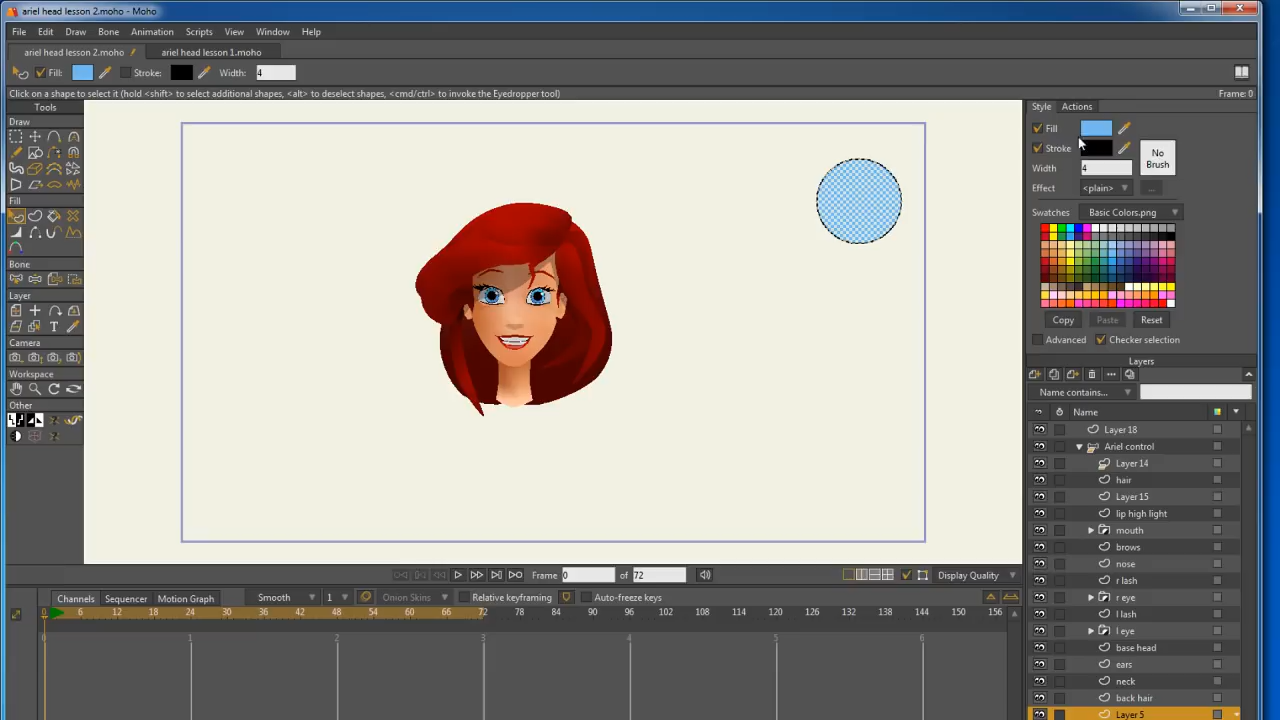 ariel head lesson 2.moho - Moho
File Edit Draw Bone Animation Scripts View Window Help
ariel head lesson 2.moho ariel head lesson 1.moho
Fill: Stroke: Width: 4
Click on a shape to select it (hold <shift> to select additional shapes, <alt> to deselect shapes, <cmd/ctrl> to invoke the Eyedropper tool) Frame: 0
Tools
Draw
Fill
Bone
Layer
Camera
Workspace
Other
Style Actions
Fill
Stroke
No Brush
Width 4
Effect <plain> ...
Swatches Basic Colors.png
Copy Paste Reset
Advanced Checker selection
Layers
Name contains...
Name
Layer 18
Ariel control
Layer 14
hair
Layer 15
lip high light
mouth
brows
nose
r lash
r eye
l lash
l eye
base head
ears
neck
back hair
Layer 5
Frame 0 of 72 Display Quality
Channels Sequencer Motion Graph Smooth 1 Onion Skins Relative keyframing Auto-freeze keys
0 6 12 18 24 30 36 42 48 54 60 66 72 78 84 90 96 102 108 114 120 126 132 138 144 150 156
0 1 2 3 4 5 6